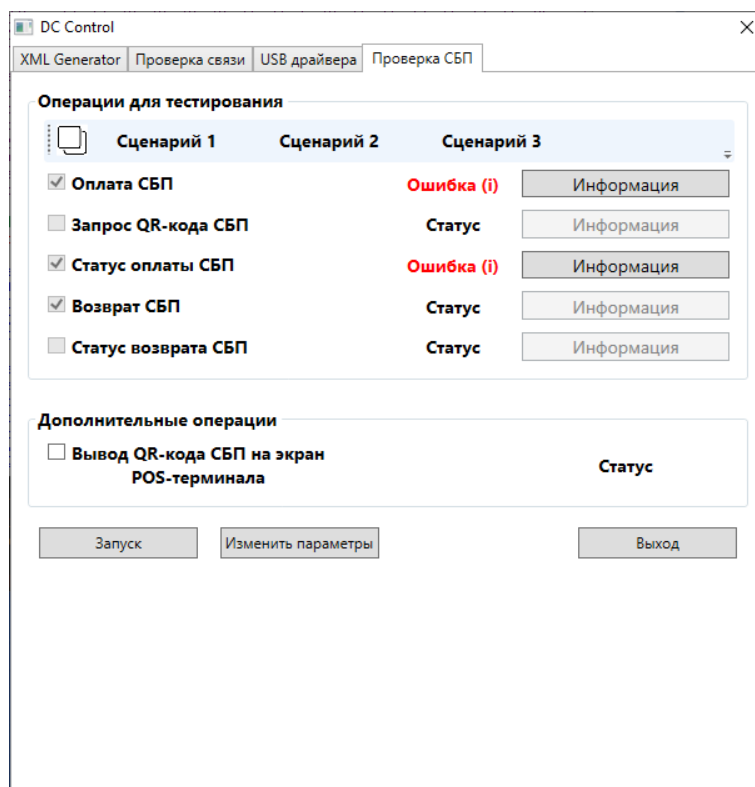 DC Control
XML Generator Проверка связи USB драйвера Проверка СБП
Операции для тестирования
Сценарий 1 Сценарий 2 Сценарий 3
Оплата СБП Ошибка (i) Информация
Запрос QR-кода СБП Статус Информация
Статус оплаты СБП Ошибка (i) Информация
Возврат СБП Статус Информация
Статус возврата СБП Статус Информация
Дополнительные операции
Вывод QR-кода СБП на экран
POS-терминала
Статус
Запуск Изменить параметры Выход